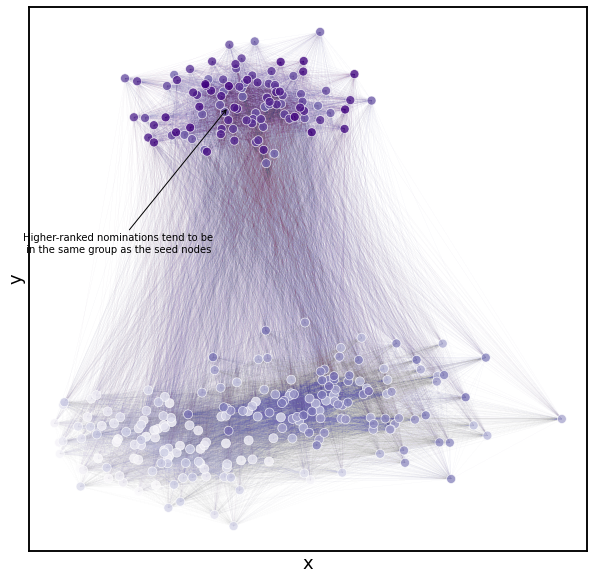 Higher-ranked nominations tend to be
in the same group as the seed nodes
y
x